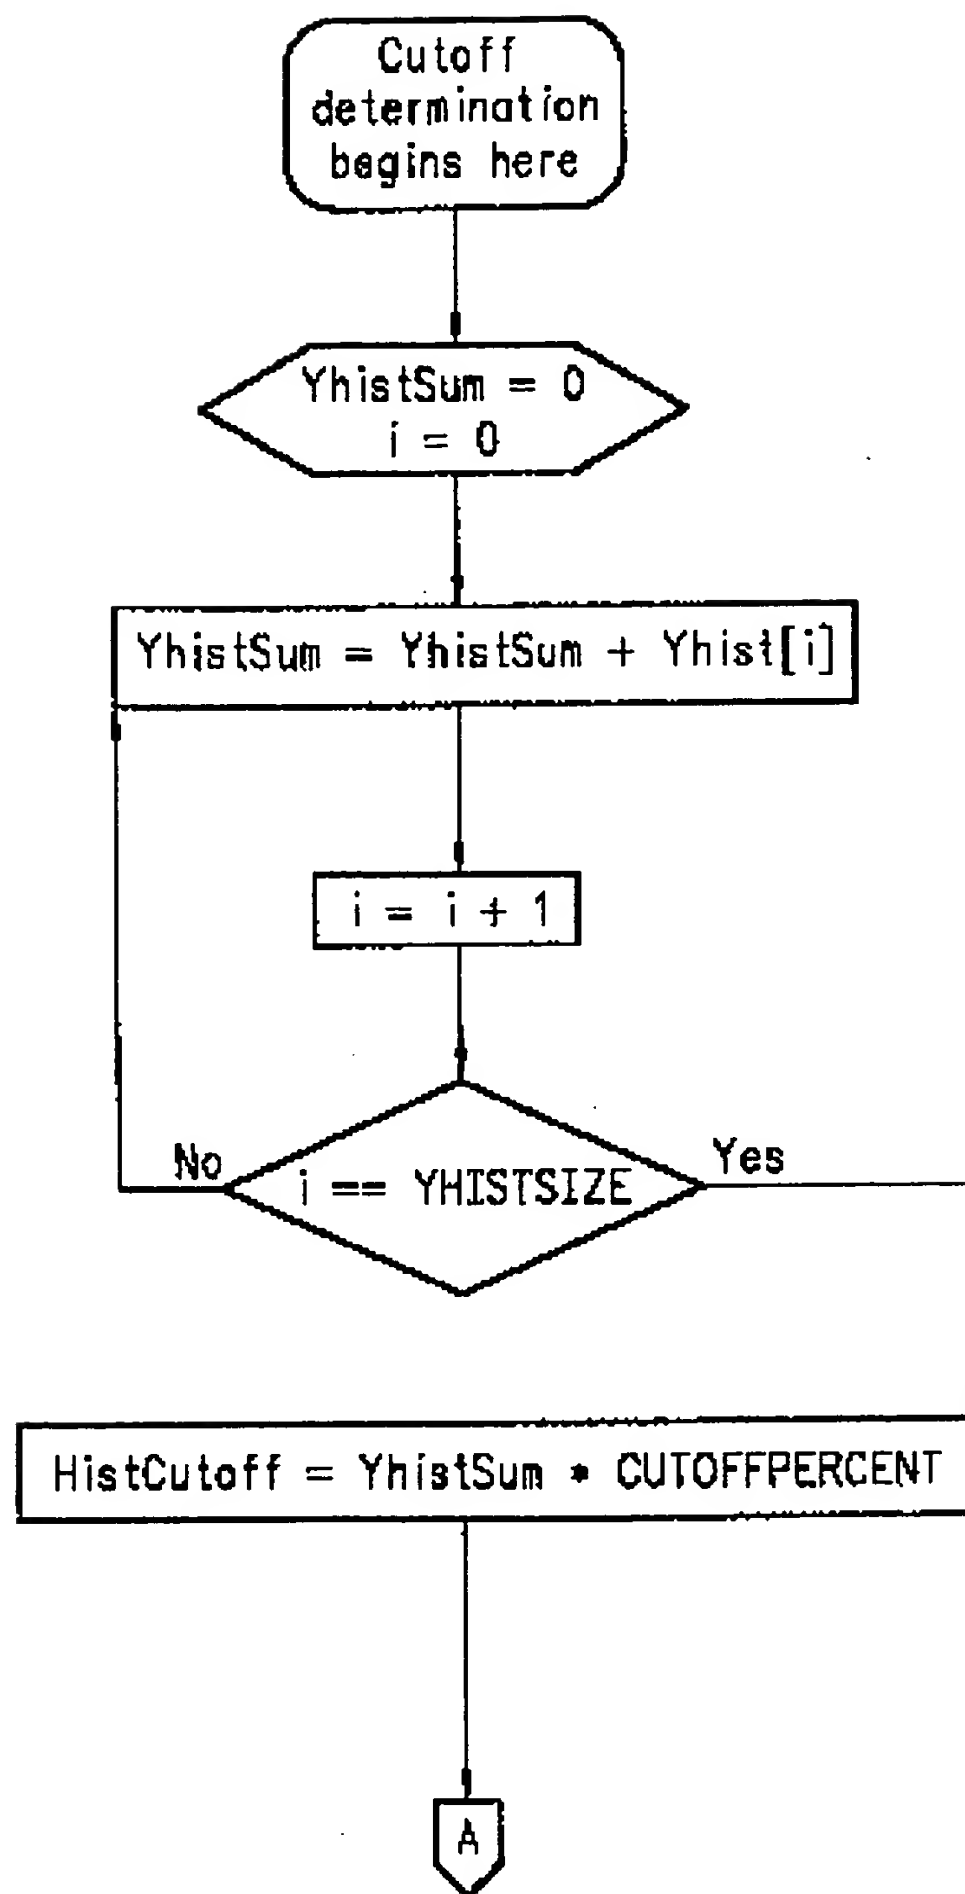 Cutoff
determination
begins here
YhistSum = 0
i = 0
YhistSum = YhistSum + Yhist[i]
i = i + 1
No
Yes
i == YHISTSIZE
HistCutoff = YhistSum * CUTOFFPERCENT
A